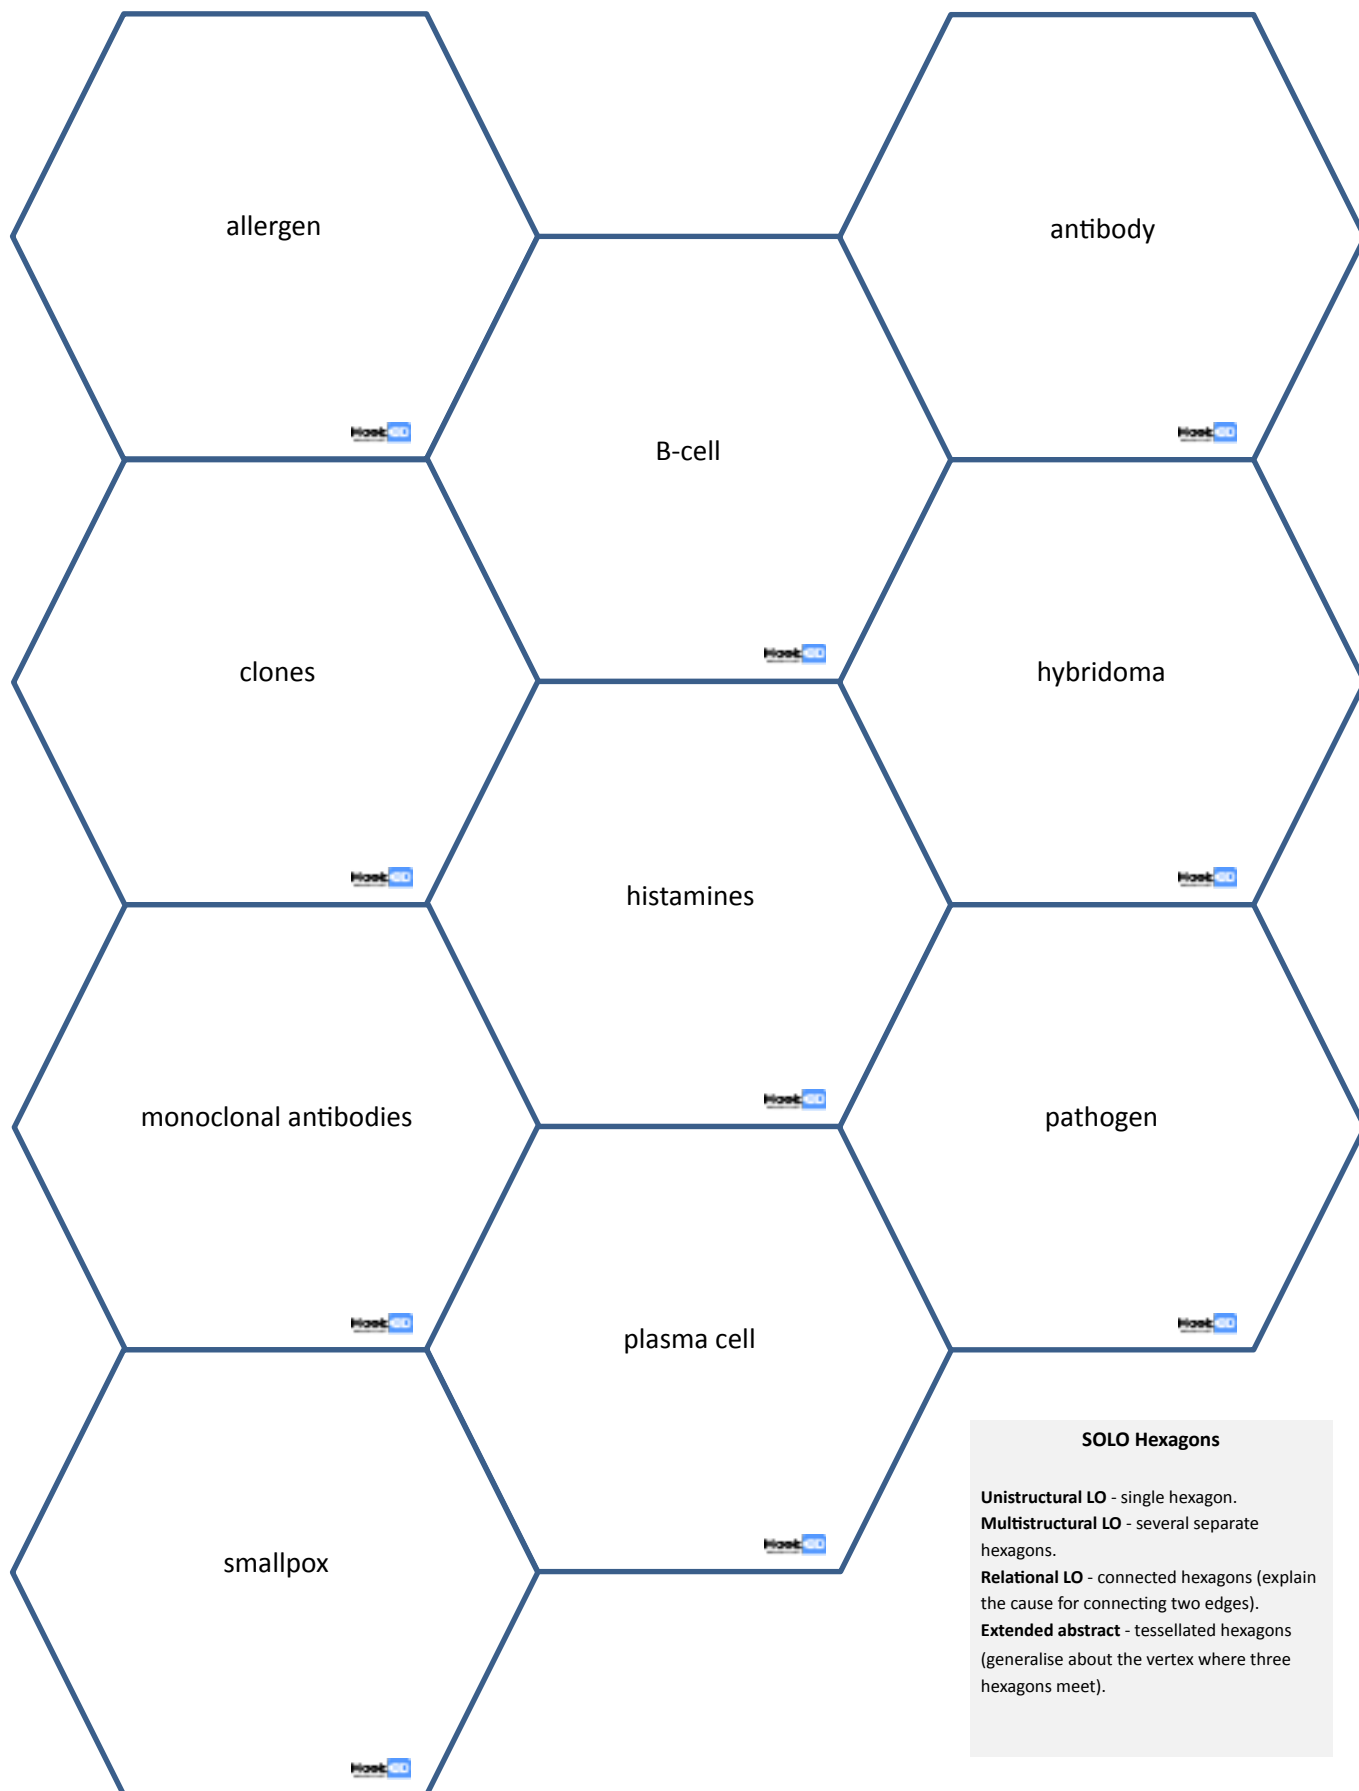 allergen
antibody
B-cell
clones
hybridoma
histamines
monoclonal antibodies
pathogen
plasma cell
smallpox
SOLO Hexagons
Unistructural LO - single hexagon.
Multistructural LO - several separate
hexagons.
Relational LO - connected hexagons (explain
the cause for connecting two edges).
Extended abstract - tessellated hexagons
(generalise about the vertex where three
hexagons meet).